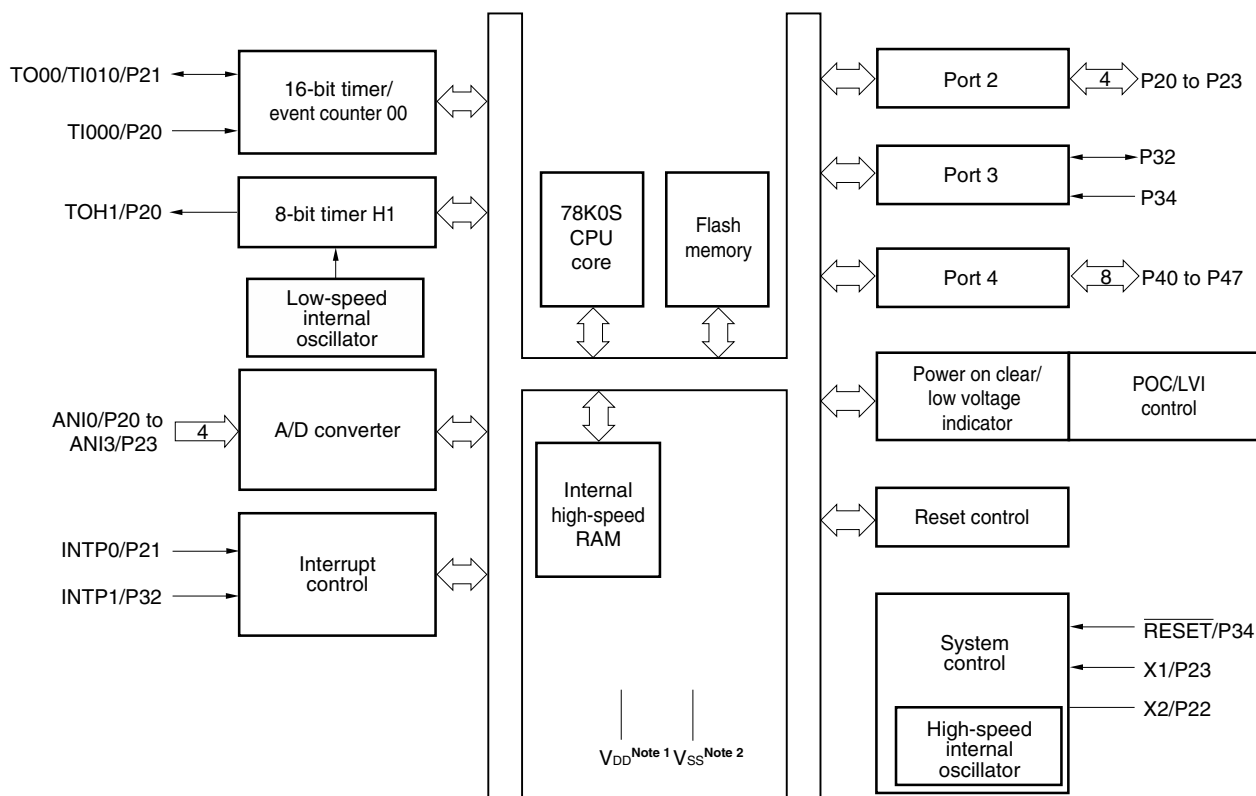 TO00/TI010/P21
TI000/P20
16-bit timer/
event counter 00
TOH1/P20
8-bit timer H1
Low-speed
internal
oscillator
ANI0/P20 to
ANI3/P23
4
A/D converter
INTP0/P21
INTP1/P32
Interrupt
control
78K0S
CPU
core
Flash
memory
Internal
high-speed
RAM
VDD Note 1
VSS Note 2
Port 2
4
P20 to P23
Port 3
P32
P34
Port 4
8
P40 to P47
Power on clear/
low voltage
indicator
POC/LVI
control
Reset control
System
control
RESET/P34
X1/P23
X2/P22
High-speed
internal
oscillator